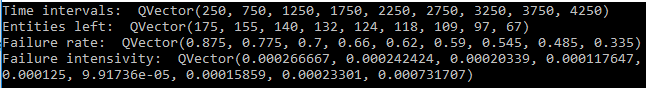 Time intervals:  QVector(250, 750, 1250, 1750, 2250, 2750, 3250, 3750, 4250)
Entities left:  QVector(175, 155, 140, 132, 124, 118, 109, 97, 67)
Failure rate:  QVector(0.875, 0.775, 0.7, 0.66, 0.62, 0.59, 0.545, 0.485, 0.335)
Failure intensivity:  QVector(0.000266667, 0.000242424, 0.00020339, 0.000117647,
0.000125, 9.91736e-05, 0.00015859, 0.00023301, 0.000731707)